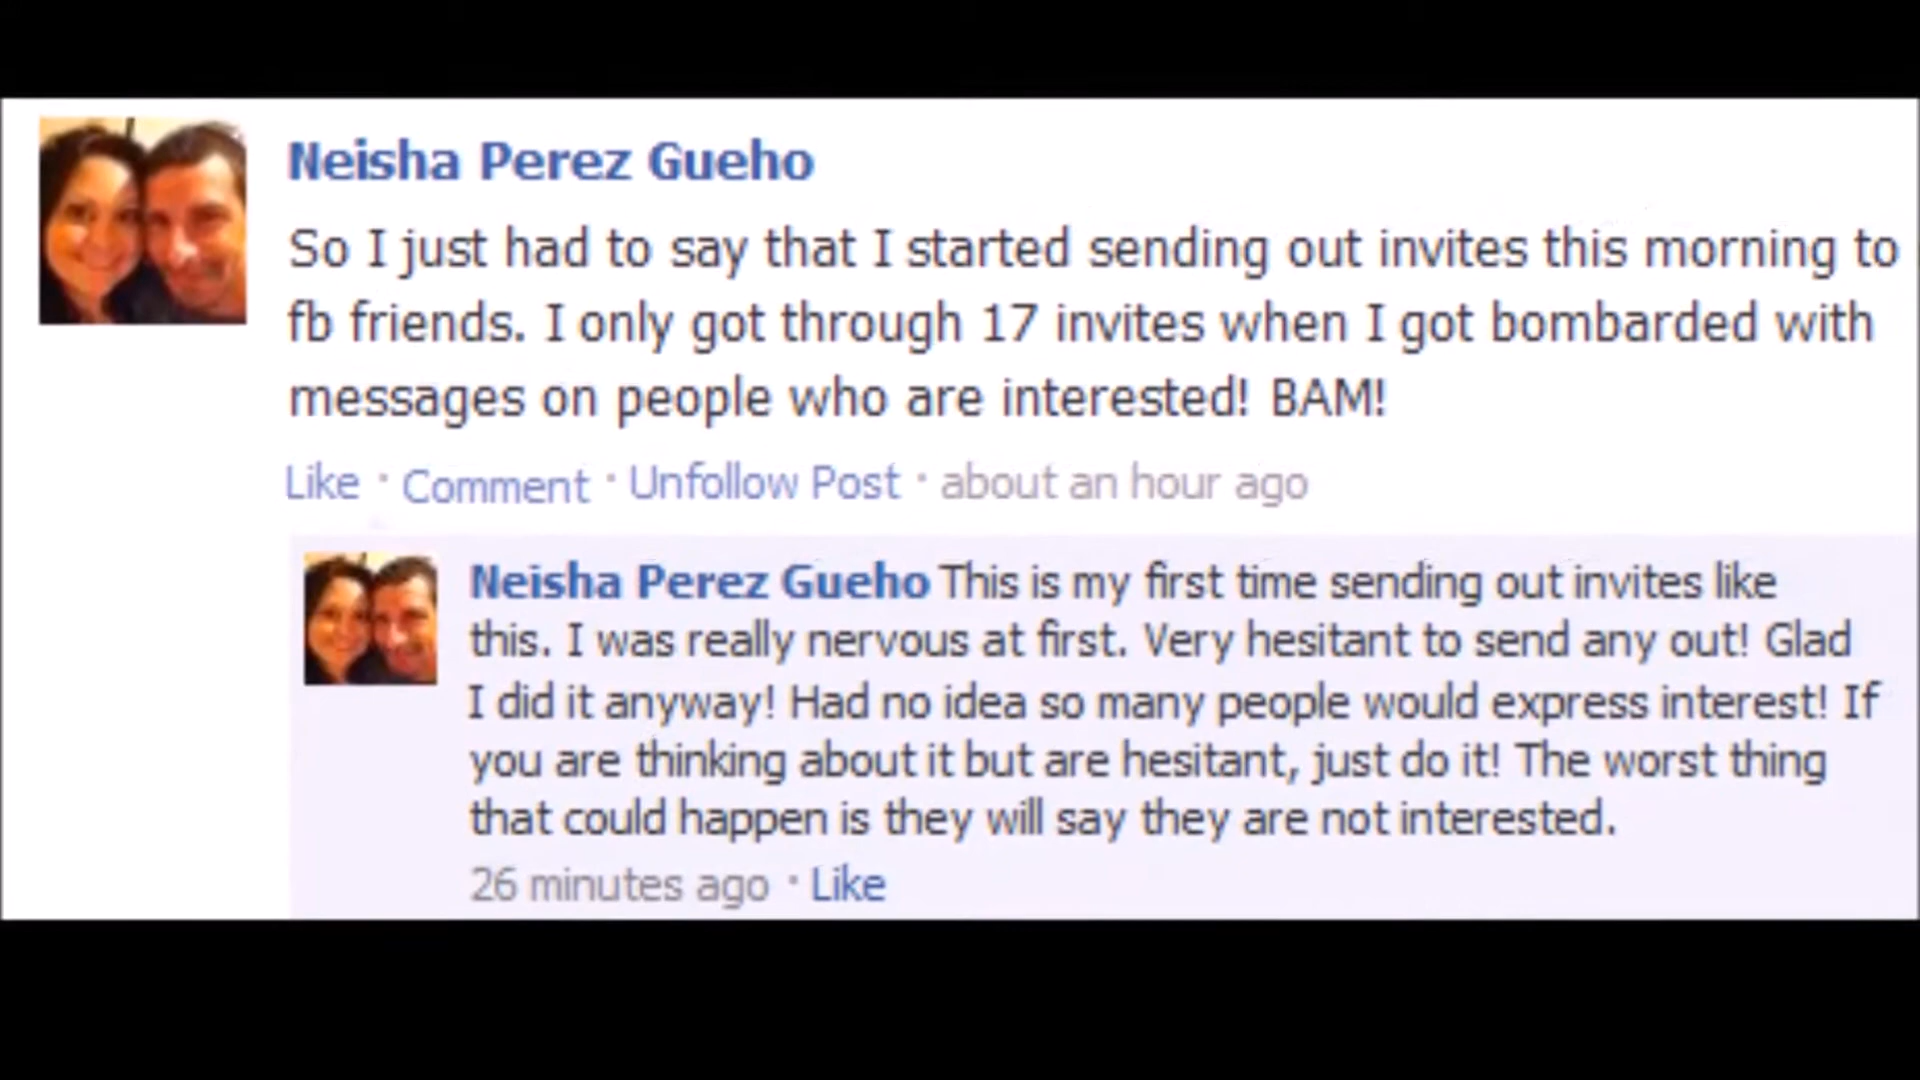 Neisha Perez Gueho
So I just had to say that I started sending out invites this morning to
fb friends. I only got through 17 invites when I got bombarded with
messages on people who are interested! BAM!
Like · Comment · Unfollow Post · about an hour ago
Neisha Perez Gueho This is my first time sending out invites like
this. I was really nervous at first. Very hesitant to send any out! Glad
I did it anyway! Had no idea so many people would express interest! If
you are thinking about it but are hesitant, just do it! The worst thing
that could happen is they will say they are not interested.
26 minutes ago · Like